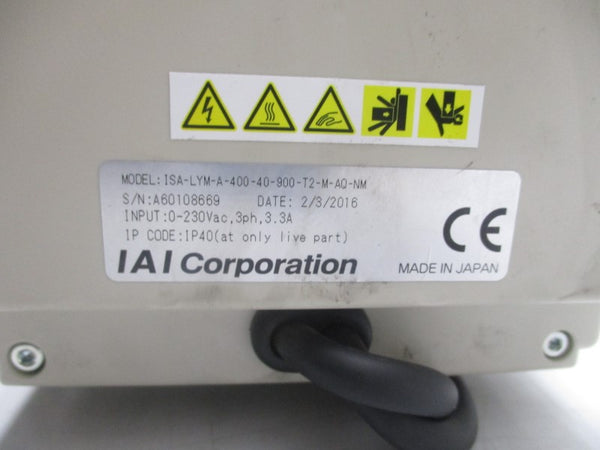 MODEL:ISA-LYM-A-400-40-900-T2-M-AQ-NM
S/N:A60108669 DATE: 2/3/2016
INPUT:0-230Vac,3ph,3.3A
IP CODE:IP40(at only live part)
IAI Corporation
CE
MADE IN JAPAN